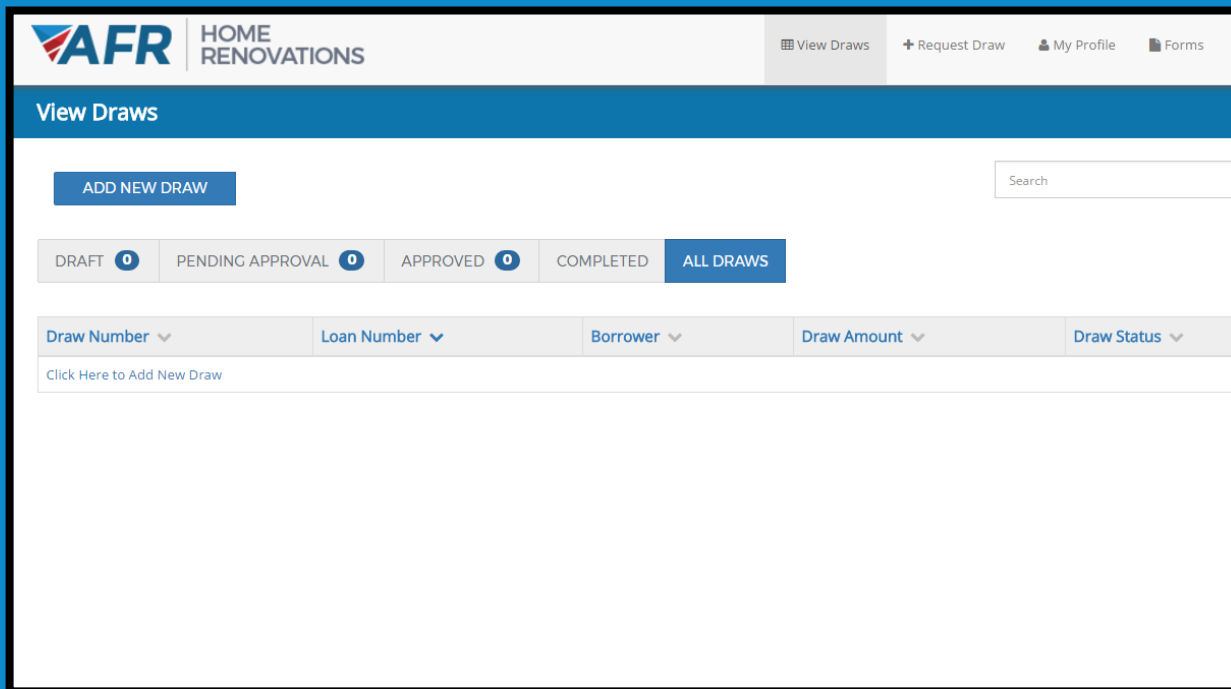 AFR HOME RENOVATIONS
View Draws Request Draw My Profile Forms
View Draws
ADD NEW DRAW Search
DRAFT 0 PENDING APPROVAL 0 APPROVED 0 COMPLETED ALL DRAWS
Draw Number Loan Number Borrower Draw Amount Draw Status
Click Here to Add New Draw